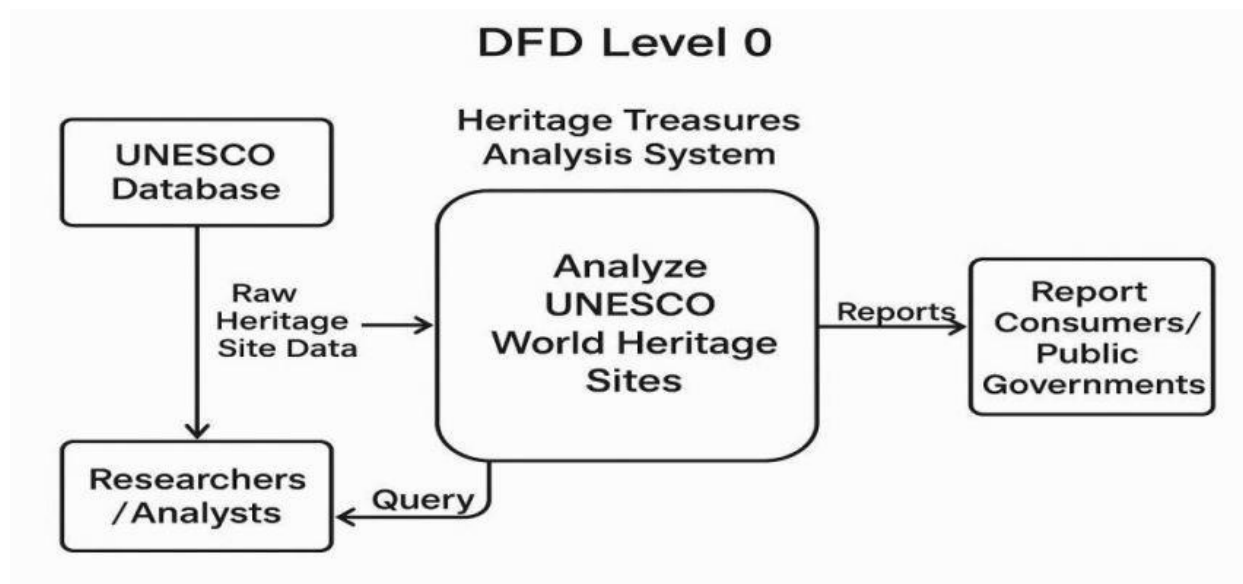 DFD Level 0
Heritage Treasures
Analysis System
UNESCO
Database
Raw
Heritage
Site Data
Analyze
UNESCO
World Heritage
Sites
Reports
Report
Consumers/
Public
Governments
Researchers
/Analysts
Query